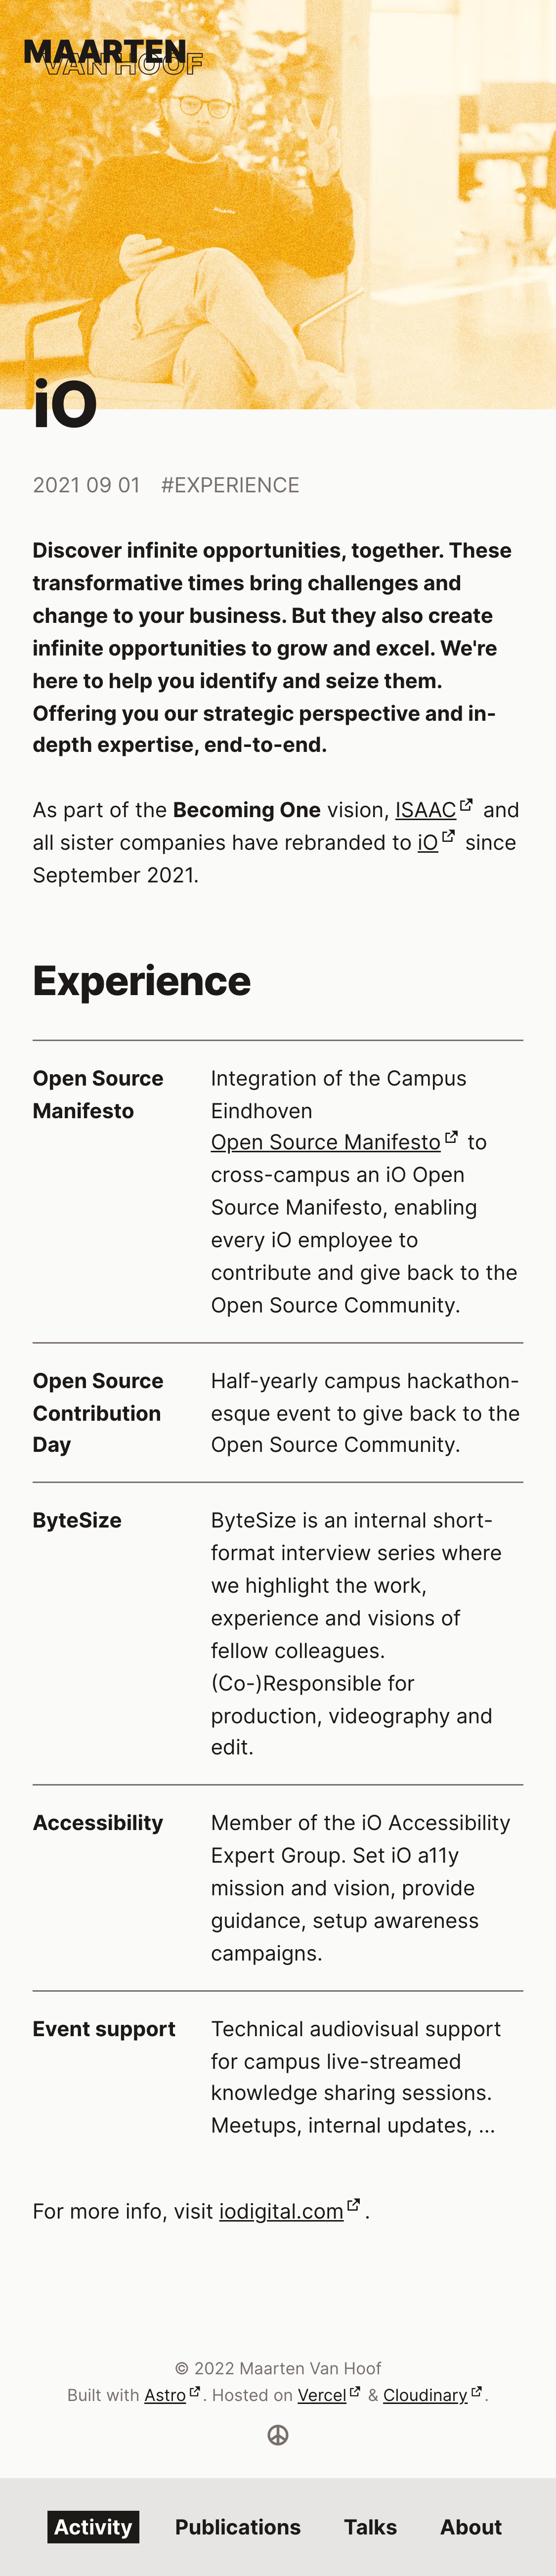 MAARTEN
VAN HOOF
iO
2021 09 01 #EXPERIENCE
Discover infinite opportunities, together. These
transformative times bring challenges and
change to your business. But they also create
infinite opportunities to grow and excel. We're
here to help you identify and seize them.
Offering you our strategic perspective and in-
depth expertise, end-to-end.
As part of the Becoming One vision, ISAAC and
all sister companies have rebranded to iO since
September 2021.
Experience
Open Source
Manifesto
Integration of the Campus
Eindhoven
Open Source Manifesto to
cross-campus an iO Open
Source Manifesto, enabling
every iO employee to
contribute and give back to the
Open Source Community.
Open Source
Contribution
Day
Half-yearly campus hackathon-
esque event to give back to the
Open Source Community.
ByteSize
ByteSize is an internal short-
format interview series where
we highlight the work,
experience and visions of
fellow colleagues.
(Co-)Responsible for
production, videography and
edit.
Accessibility
Member of the iO Accessibility
Expert Group. Set iO a11y
mission and vision, provide
guidance, setup awareness
campaigns.
Event support
Technical audiovisual support
for campus live-streamed
knowledge sharing sessions.
Meetups, internal updates, ...
For more info, visit iodigital.com.
© 2022 Maarten Van Hoof
Built with Astro. Hosted on Vercel & Cloudinary.
Activity Publications Talks About